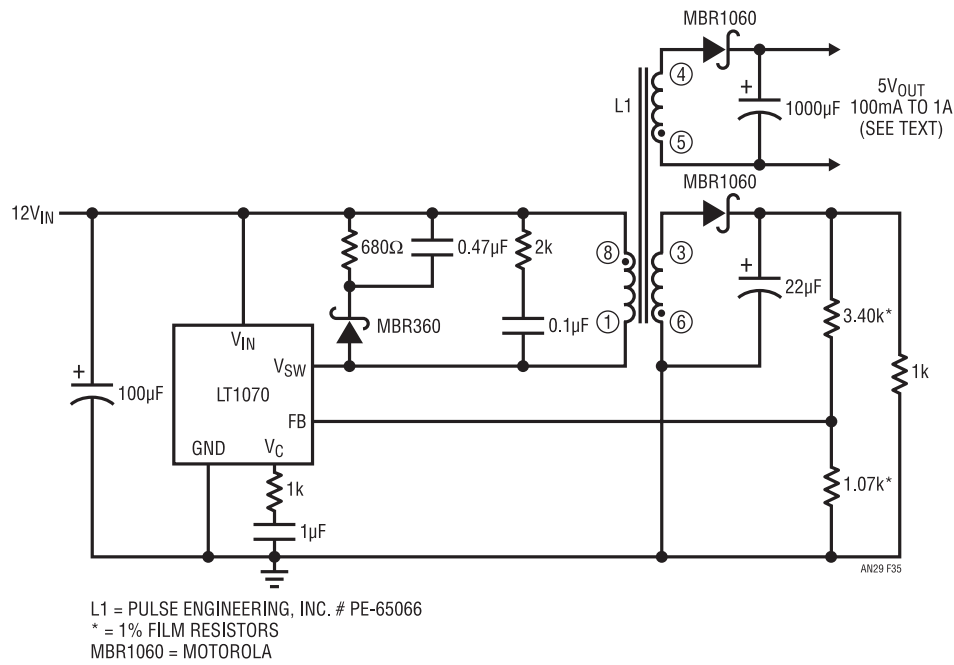 MBR1060
④
L1
+
1000µF
5VOUT
100mA TO 1A
(SEE TEXT)
⑤
MBR1060
12VIN
680Ω
0.47µF
2k
⑧
③
+
22µF
3.40k*
MBR360
0.1µF
①
⑥
VIN
VSW
1k
+
100µF
LT1070
FB
GND
VC
1k
1.07k*
1µF
AN29 F35
L1 = PULSE ENGINEERING, INC. # PE-65066
* = 1% FILM RESISTORS
MBR1060 = MOTOROLA